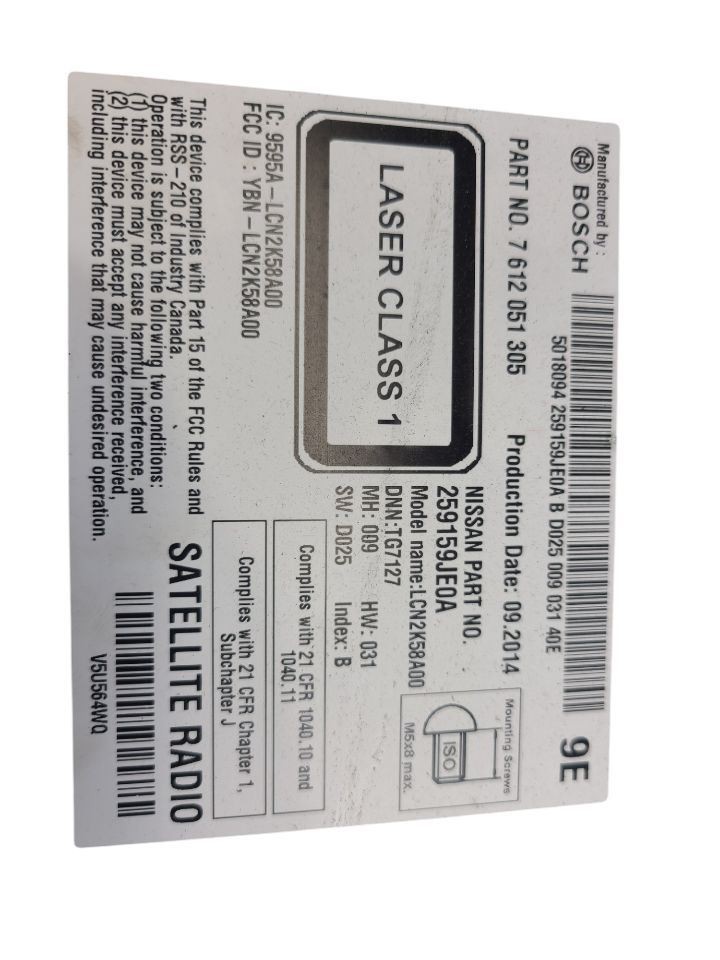 Manufactured by :
BOSCH
5018094 259159JE0A B D025 009 031 40E
9E
PART NO. 7 612 051 305
Production Date: 09.2014
LASER CLASS 1
NISSAN PART NO.
259159JE0A
Model name:LCN2K58A00
DNN:TG7127
MH: 009 HW: 031
SW: D025 Index: B
Mounting Screws
ISO
M5x8 max.
IC: 9595A-LCN2K58A00
FCC ID : YBN-LCN2K58A00
Complies with 21 CFR 1040.10 and
1040.11
Complies with 21 CFR Chapter 1,
Subchapter J
This device complies with Part 15 of the FCC Rules and
with RSS-210 of Industry Canada.
Operation is subject to the following two conditions:
(1) this device may not cause harmful interference, and
(2) this device must accept any interference received,
including interference that may cause undesired operation.
SATELLITE RADIO
V5U564WQ